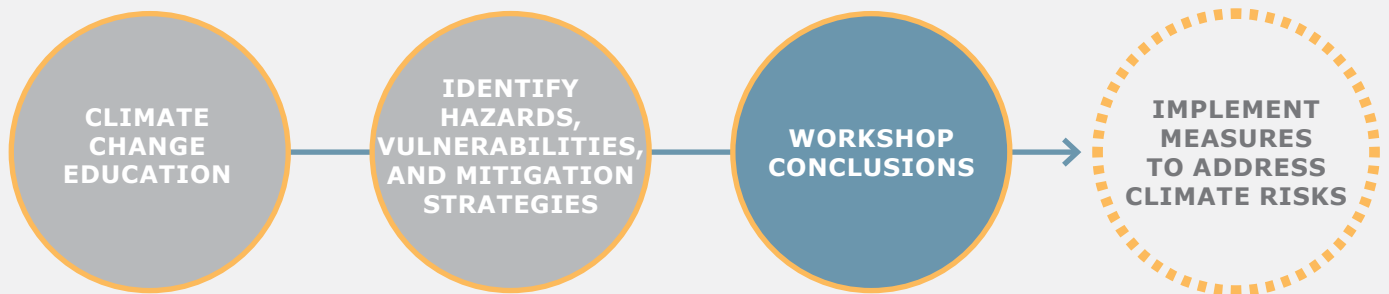 CLIMATE
CHANGE
EDUCATION
IDENTIFY
HAZARDS,
VULNERABILITIES,
AND MITIGATION
STRATEGIES
WORKSHOP
CONCLUSIONS
IMPLEMENT
MEASURES
TO ADDRESS
CLIMATE RISKS